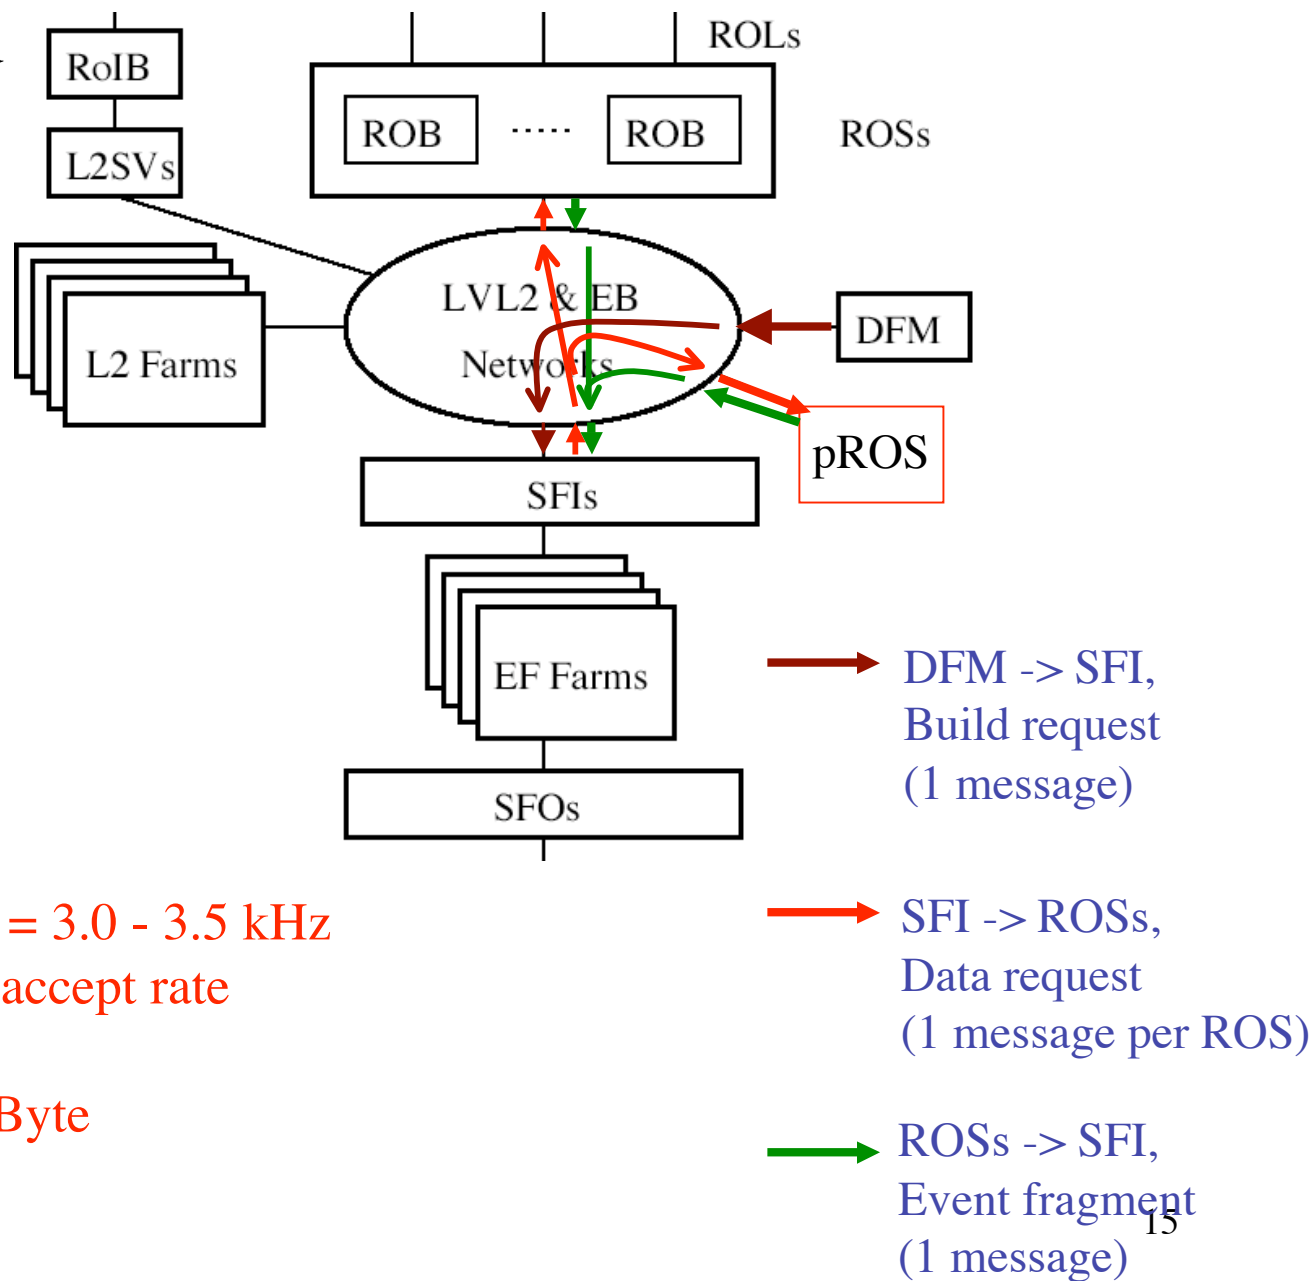 ROLs
RoIB
ROB
.....
ROB
ROSs
L2SVs
LVL2 & EB
Networks
DFM
L2 Farms
pROS
SFIs
EF Farms
SFOs
DFM -> SFI,
Build request
(1 message)
= 3.0 - 3.5 kHz
accept rate
Byte
SFI -> ROSs,
Data request
(1 message per ROS)
ROSs -> SFI,
Event fragment
(1 message)
15